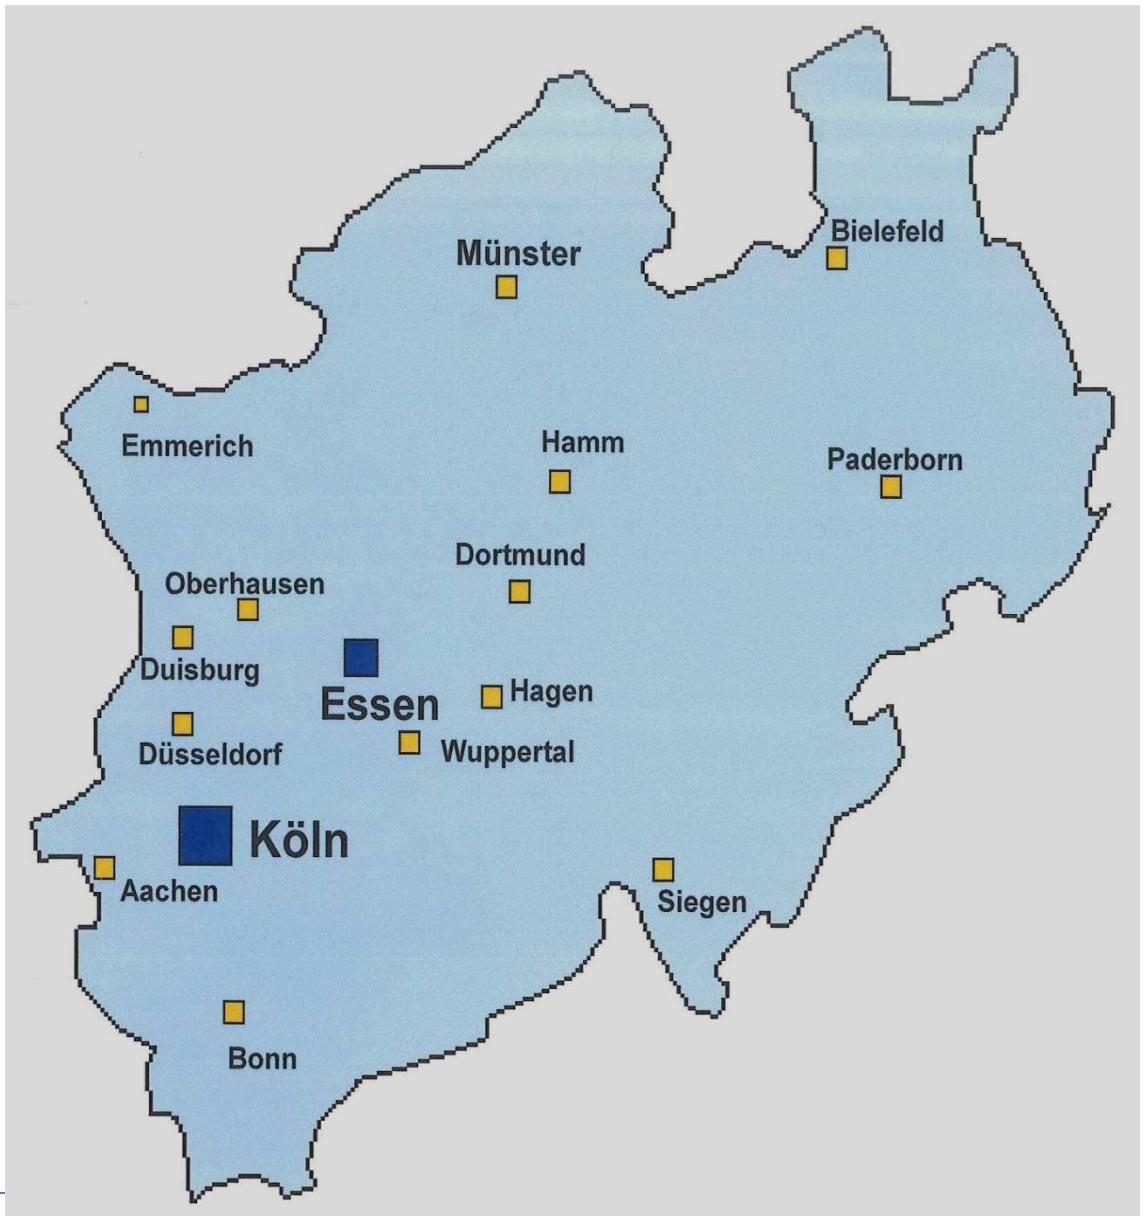 Bielefeld
Münster
Emmerich
Hamm
Paderborn
Dortmund
Oberhausen
Duisburg
Hagen
Essen
Düsseldorf
Wuppertal
Köln
Aachen
Siegen
Bonn